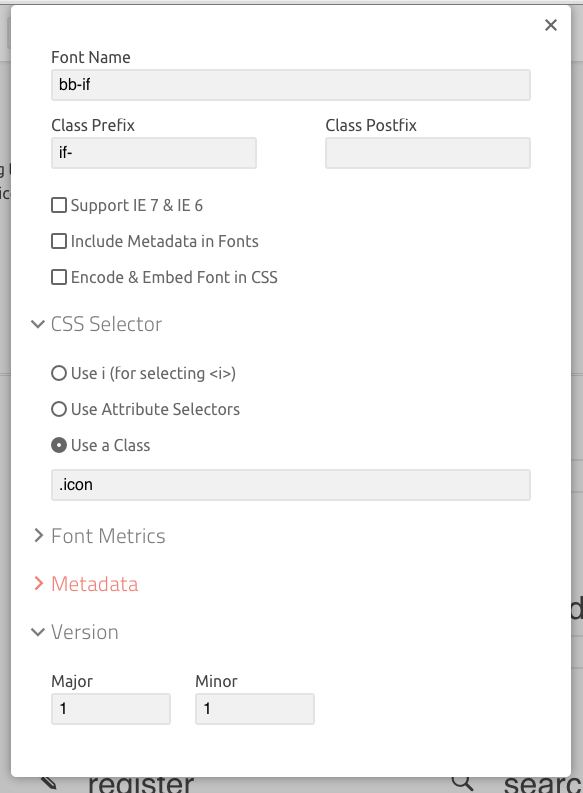 Font Name
bb-if
Class Prefix
Class Postfix
if-
Support IE 7 & IE 6
Include Metadata in Fonts
Encode & Embed Font in CSS
CSS Selector
Use i (for selecting <i>)
Use Attribute Selectors
Use a Class
.icon
Font Metrics
Metadata
Version
Major
Minor
1
1
register
search